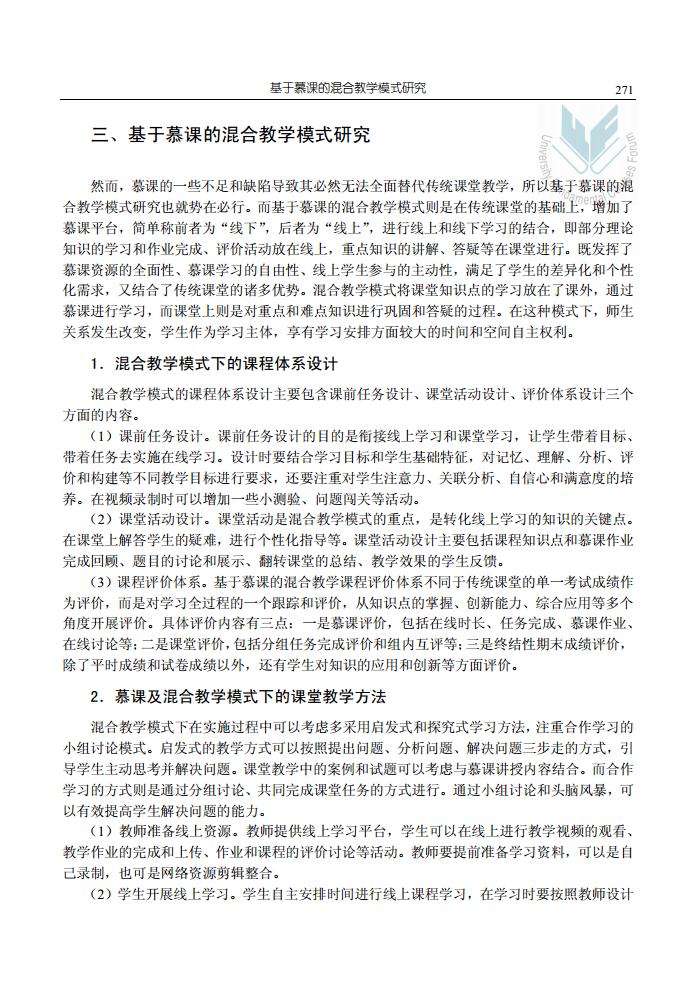 基于慕课的混合教学模式研究 271
三、基于慕课的混合教学模式研究
然而，慕课的一些不足和缺陷导致其必然无法全面替代传统课堂教学，所以基于慕课的混
合教学模式研究也就势在必行。而基于慕课的混合教学模式则是在传统课堂的基础上，增加了
慕课平台，简单称前者为“线下”，后者为“线上”，进行线上和线下学习的结合，即部分理论
知识的学习和作业完成、评价活动放在线上，重点知识的讲解、答疑等在课堂进行。既发挥了
慕课资源的全面性、慕课学习的自由性、线上学生参与的主动性，满足了学生的差异化和个性
化需求，又结合了传统课堂的诸多优势。混合教学模式将课堂知识点的学习放在了课外，通过
慕课进行学习，而课堂上则是对重点和难点知识进行巩固和答疑的过程。在这种模式下，师生
关系发生改变，学生作为学习主体，享有学习安排方面较大的时间和空间自主权利。
1．混合教学模式下的课程体系设计
混合教学模式的课程体系设计主要包含课前任务设计、课堂活动设计、评价体系设计三个
方面的内容。
（1）课前任务设计。课前任务设计的目的是衔接线上学习和课堂学习，让学生带着目标、
带着任务去实施在线学习。设计时要结合学习目标和学生基础特征，对记忆、理解、分析、评
价和构建等不同教学目标进行要求，还要注重对学生注意力、关联分析、自信心和满意度的培
养。在视频录制时可以增加一些小测验、问题闯关等活动。
（2）课堂活动设计。课堂活动是混合教学模式的重点，是转化线上学习的知识的关键点。
在课堂上解答学生的疑难，进行个性化指导等。课堂活动设计主要包括课程知识点和慕课作业
完成回顾、题目的讨论和展示、翻转课堂的总结、教学效果的学生反馈。
（3）课程评价体系。基于慕课的混合教学课程评价体系不同于传统课堂的单一考试成绩作
为评价，而是对学习全过程的一个跟踪和评价，从知识点的掌握、创新能力、综合应用等多个
角度开展评价。具体评价内容有三点：一是慕课评价，包括在线时长、任务完成、慕课作业、
在线讨论等；二是课堂评价，包括分组任务完成评价和组内互评等；三是终结性期末成绩评价，
除了平时成绩和试卷成绩以外，还有学生对知识的应用和创新等方面评价。
2．慕课及混合教学模式下的课堂教学方法
混合教学模式下在实施过程中可以考虑多采用启发式和探究式学习方法，注重合作学习的
小组讨论模式。启发式的教学方式可以按照提出问题、分析问题、解决问题三步走的方式，引
导学生主动思考并解决问题。课堂教学中的案例和试题可以考虑与慕课讲授内容结合。而合作
学习的方式则是通过分组讨论、共同完成课堂任务的方式进行。通过小组讨论和头脑风暴，可
以有效提高学生解决问题的能力。
（1）教师准备线上资源。教师提供线上学习平台，学生可以在线上进行教学视频的观看、
教学作业的完成和上传、作业和课程的评价讨论等活动。教师要提前准备学习资料，可以是自
己录制，也可是网络资源剪辑整合。
（2）学生开展线上学习。学生自主安排时间进行线上课程学习，在学习时要按照教师设计